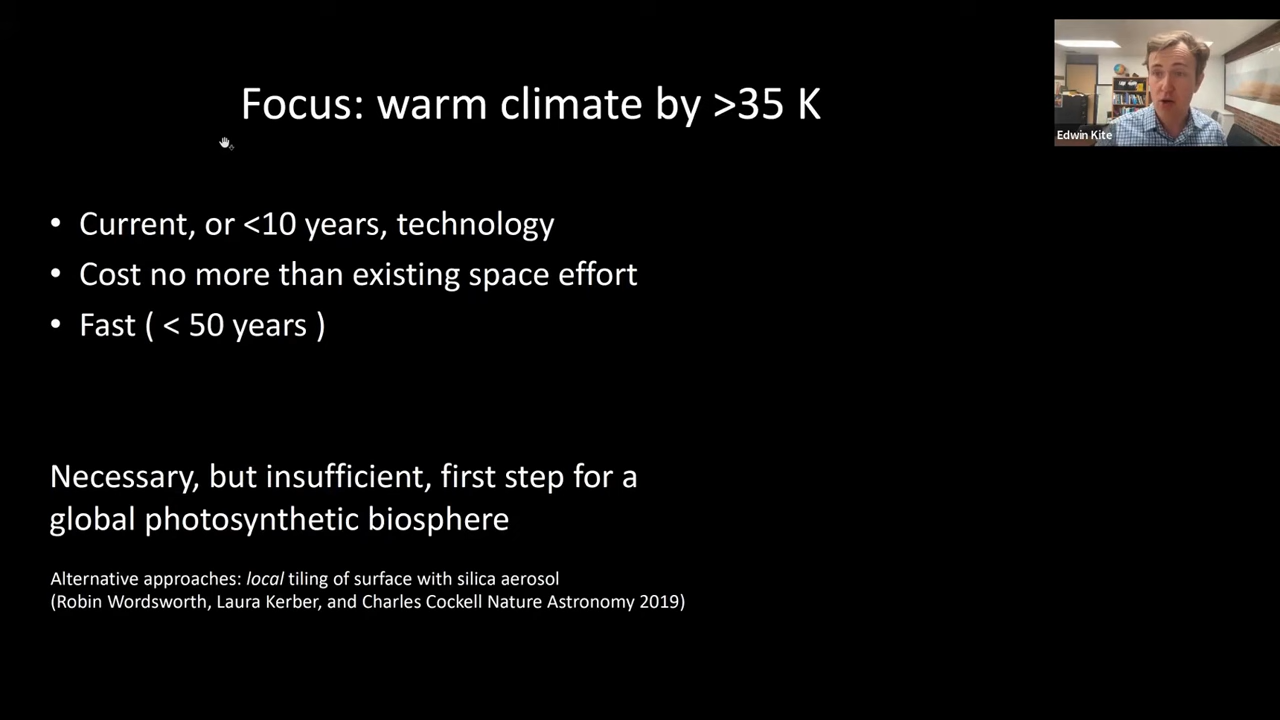 Focus: warm climate by >35 K
Edwin Kite
• Current, or <10 years, technology
• Cost no more than existing space effort
• Fast ( < 50 years )
Necessary, but insufficient, first step for a
global photosynthetic biosphere
Alternative approaches: local tiling of surface with silica aerosol
(Robin Wordsworth, Laura Kerber, and Charles Cockell Nature Astronomy 2019)